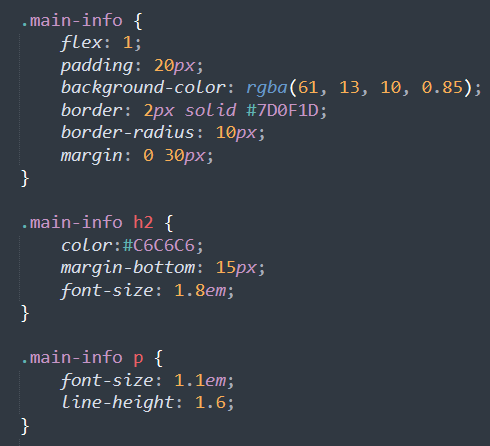 .main-info {
    flex: 1;
    padding: 20px;
    background-color: rgba(61, 13, 10, 0.85);
    border: 2px solid #7D0F1D;
    border-radius: 10px;
    margin: 0 30px;
}

.main-info h2 {
    color:#C6C6C6;
    margin-bottom: 15px;
    font-size: 1.8em;
}

.main-info p {
    font-size: 1.1em;
    line-height: 1.6;
}